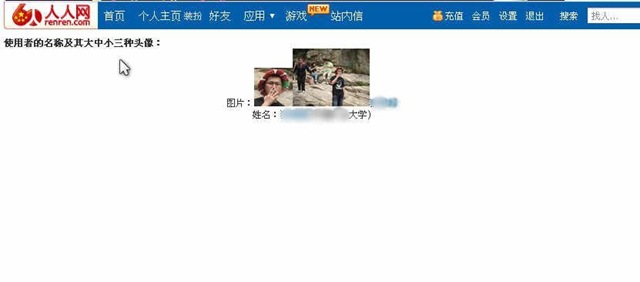 人人网 首页 个人主页 装扮 好友 应用 ▼ 游戏 NEW 站内信 充值 会员 设置 退出 搜索 找人...
renren.com
使用者的名称及其大中小三种头像：
图片：
姓名： 大学）